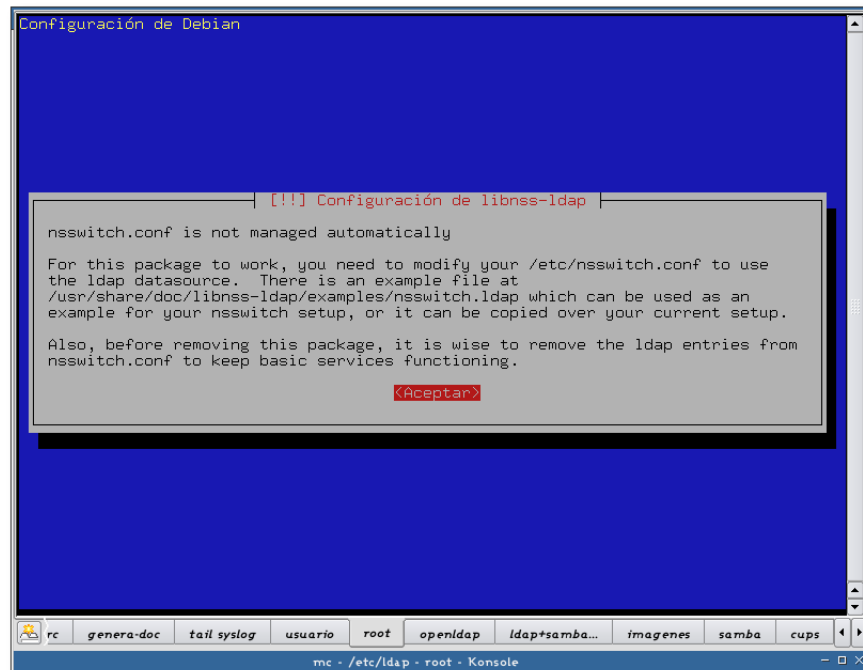 Configuración de Debian
[!!] Configuración de libnss-ldap
nsswitch.conf is not managed automatically
For this package to work, you need to modify your /etc/nsswitch.conf to use
the ldap datasource.  There is an example file at
/usr/share/doc/libnss-ldap/examples/nsswitch.ldap which can be used as an
example for your nsswitch setup, or it can be copied over your current setup.
Also, before removing this package, it is wise to remove the ldap entries from
nsswitch.conf to keep basic services functioning.
<Aceptar>
rc genera-doc tail syslog usuario root openldap ldap+samba... imagenes samba cups
mc - /etc/ldap - root - Konsole